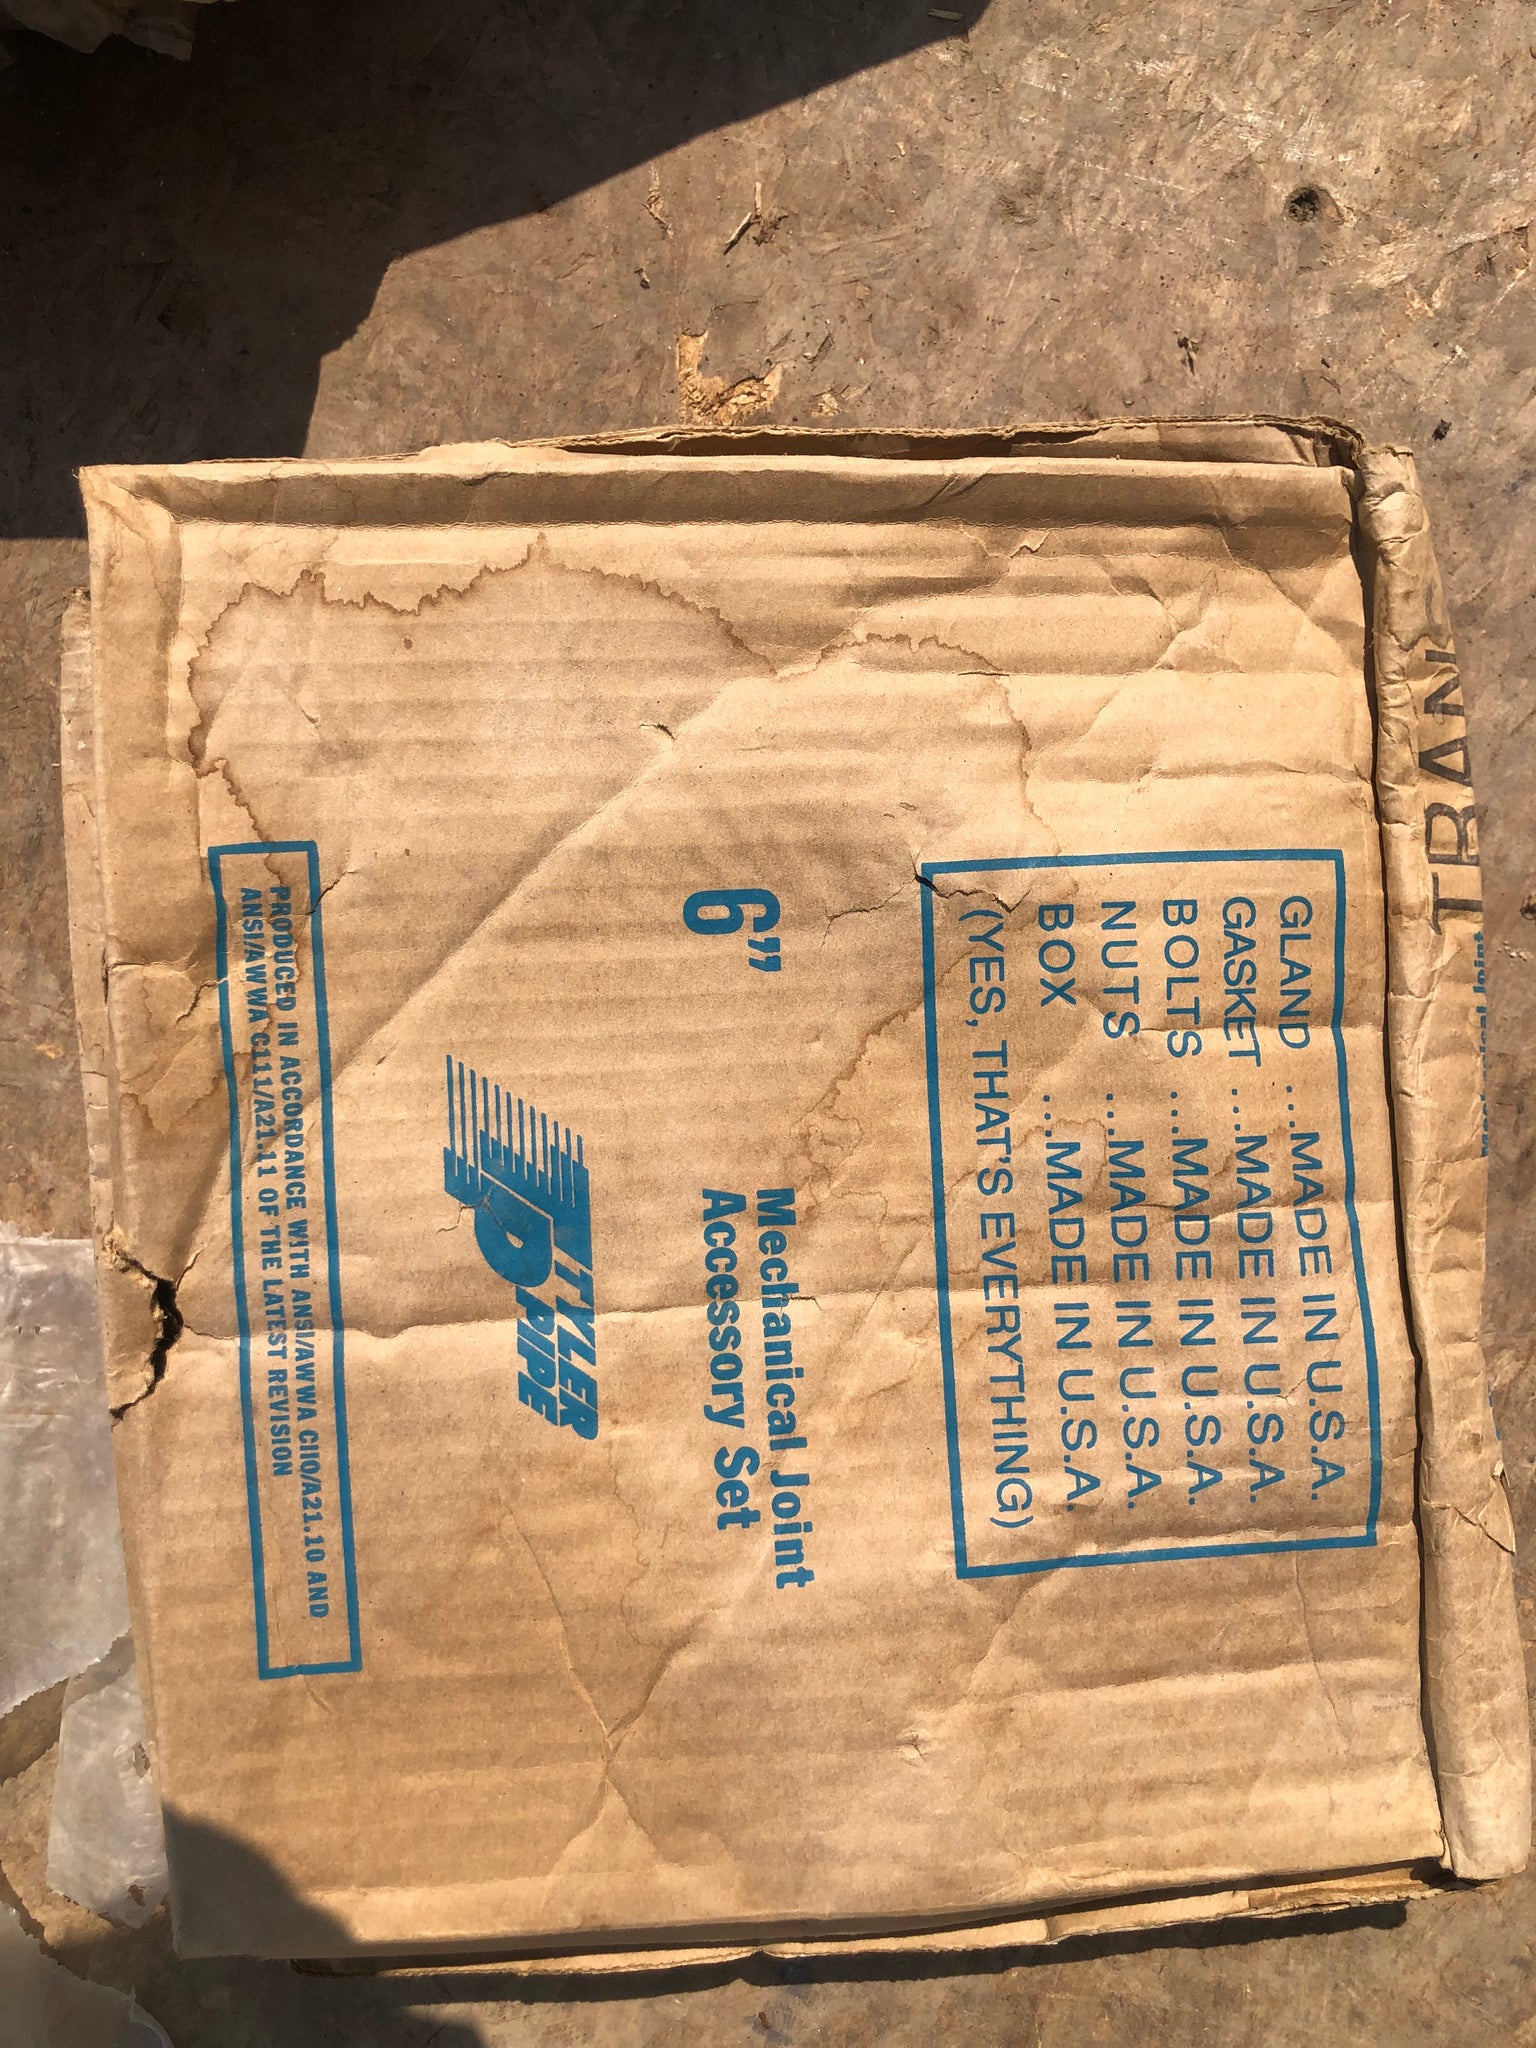 GLAND ...MADE IN U.S.A.
GASKET ...MADE IN U.S.A.
BOLTS ...MADE IN U.S.A.
NUTS ...MADE IN U.S.A.
BOX ...MADE IN U.S.A.
(YES, THAT'S EVERYTHING)
6” Mechanical Joint
Accessory Set
TYLER
PIPE
PRODUCED IN ACCORDANCE WITH ANSI/AWWA C110/A21.10 AND
ANSI/AWWA C111/A21.11 OF THE LATEST REVISION